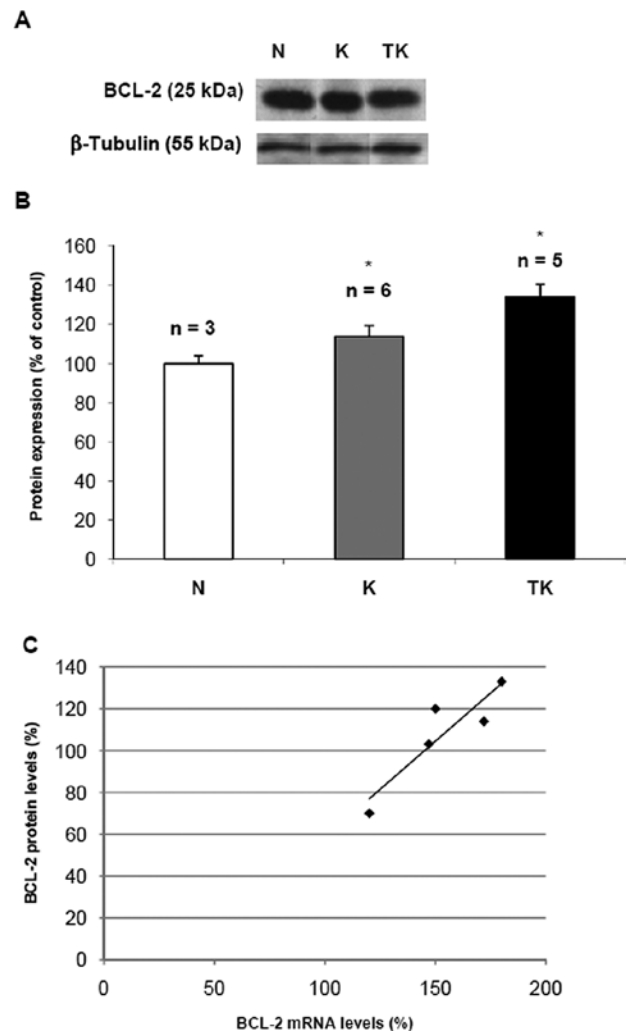 A
N K TK
BCL-2 (25 kDa)
β-Tubulin (55 kDa)
B
Protein expression (% of control)
160
140
120
100
80
60
40
20
0
n = 3
*
n = 6
*
n = 5
N K TK
C
BCL-2 protein levels (%)
140
120
100
80
60
40
20
0
0 50 100 150 200
BCL-2 mRNA levels (%)